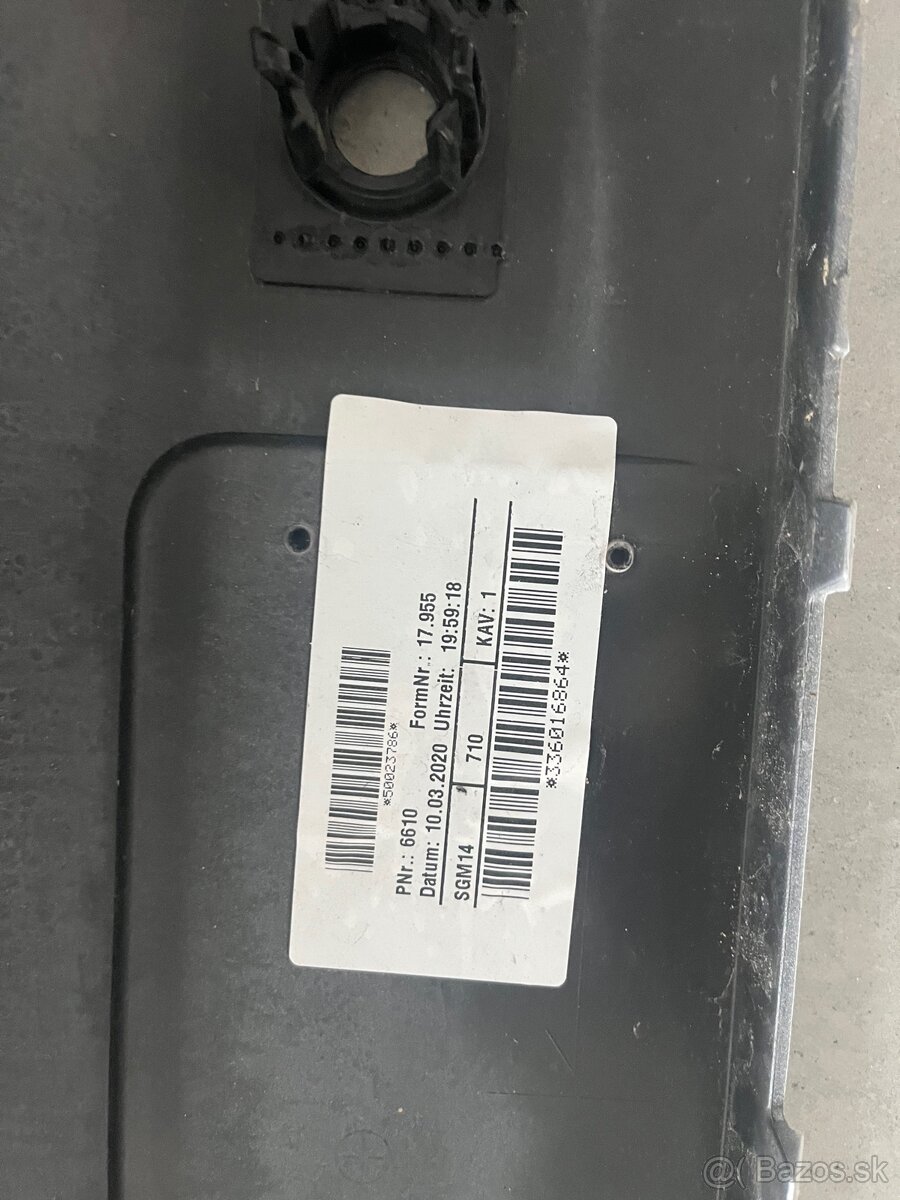 *50023786*
PNr.: 6610 FormNr.: 17.955
Datum: 10.03.2020 Uhrzeit: 19:59:18
SGM14 710 KAV: 1
*336016864*
@( Bazos.sk